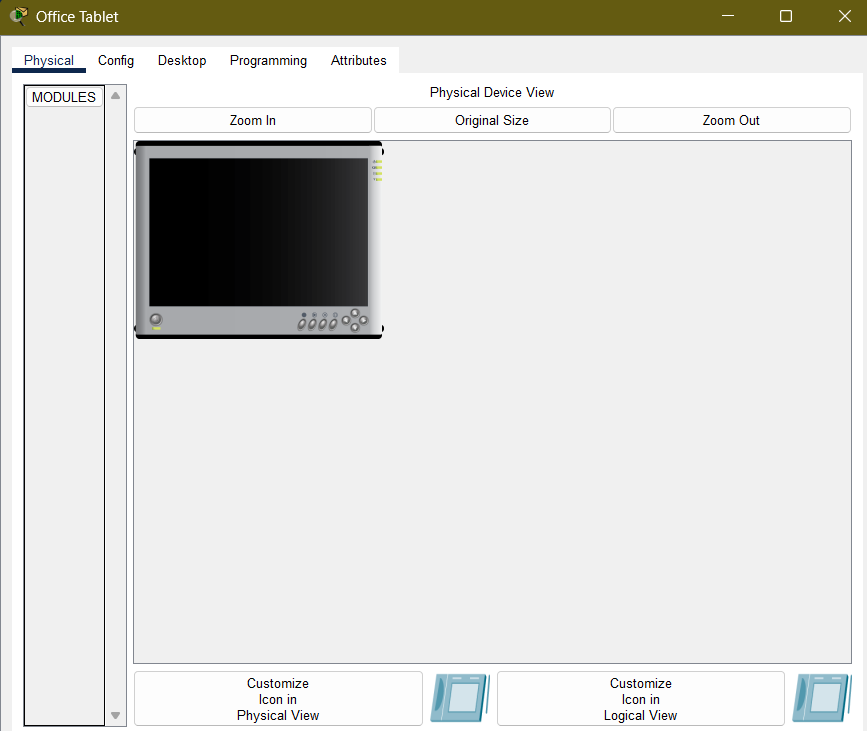 Office Tablet
Physical Config Desktop Programming Attributes
MODULES
Physical Device View
Zoom In Original Size Zoom Out
Customize
Icon in
Physical View
Customize
Icon in
Logical View